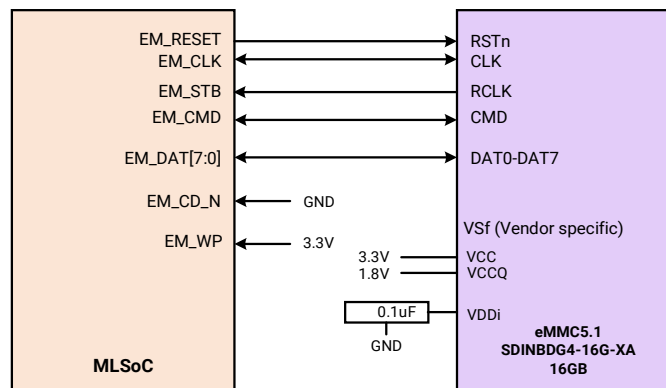 EM_RESET
EM_CLK
EM_STB
EM_CMD
EM_DAT[7:0]
EM_CD_N
EM_WP
MLSoC
GND
3.3V
3.3V
1.8V
0.1uF
GND
RSTn
CLK
RCLK
CMD
DAT0-DAT7
VSf (Vendor specific)
VCC
VCCQ
VDDi
eMMC5.1
SDINBDG4-16G-XA
16GB